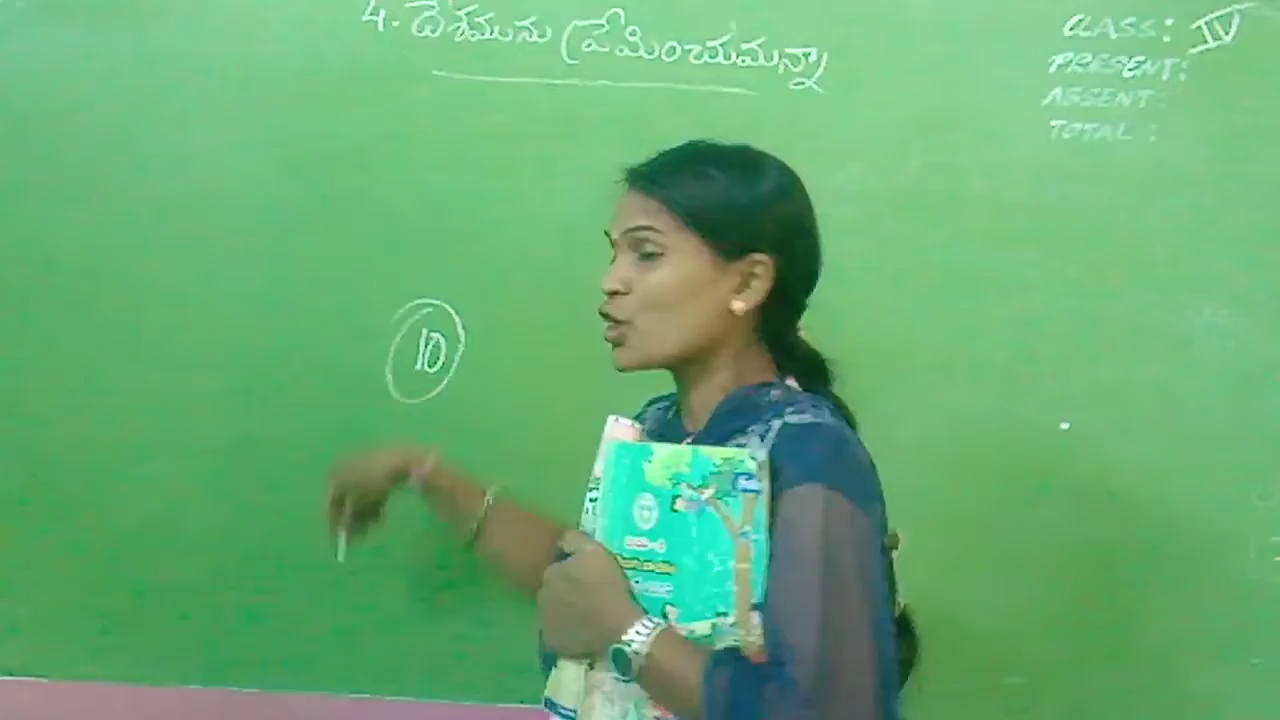 4. దేశమును ప్రేమించుమన్నా
CLASS: IV
PRESENT:
ABSENT:
TOTAL:
10